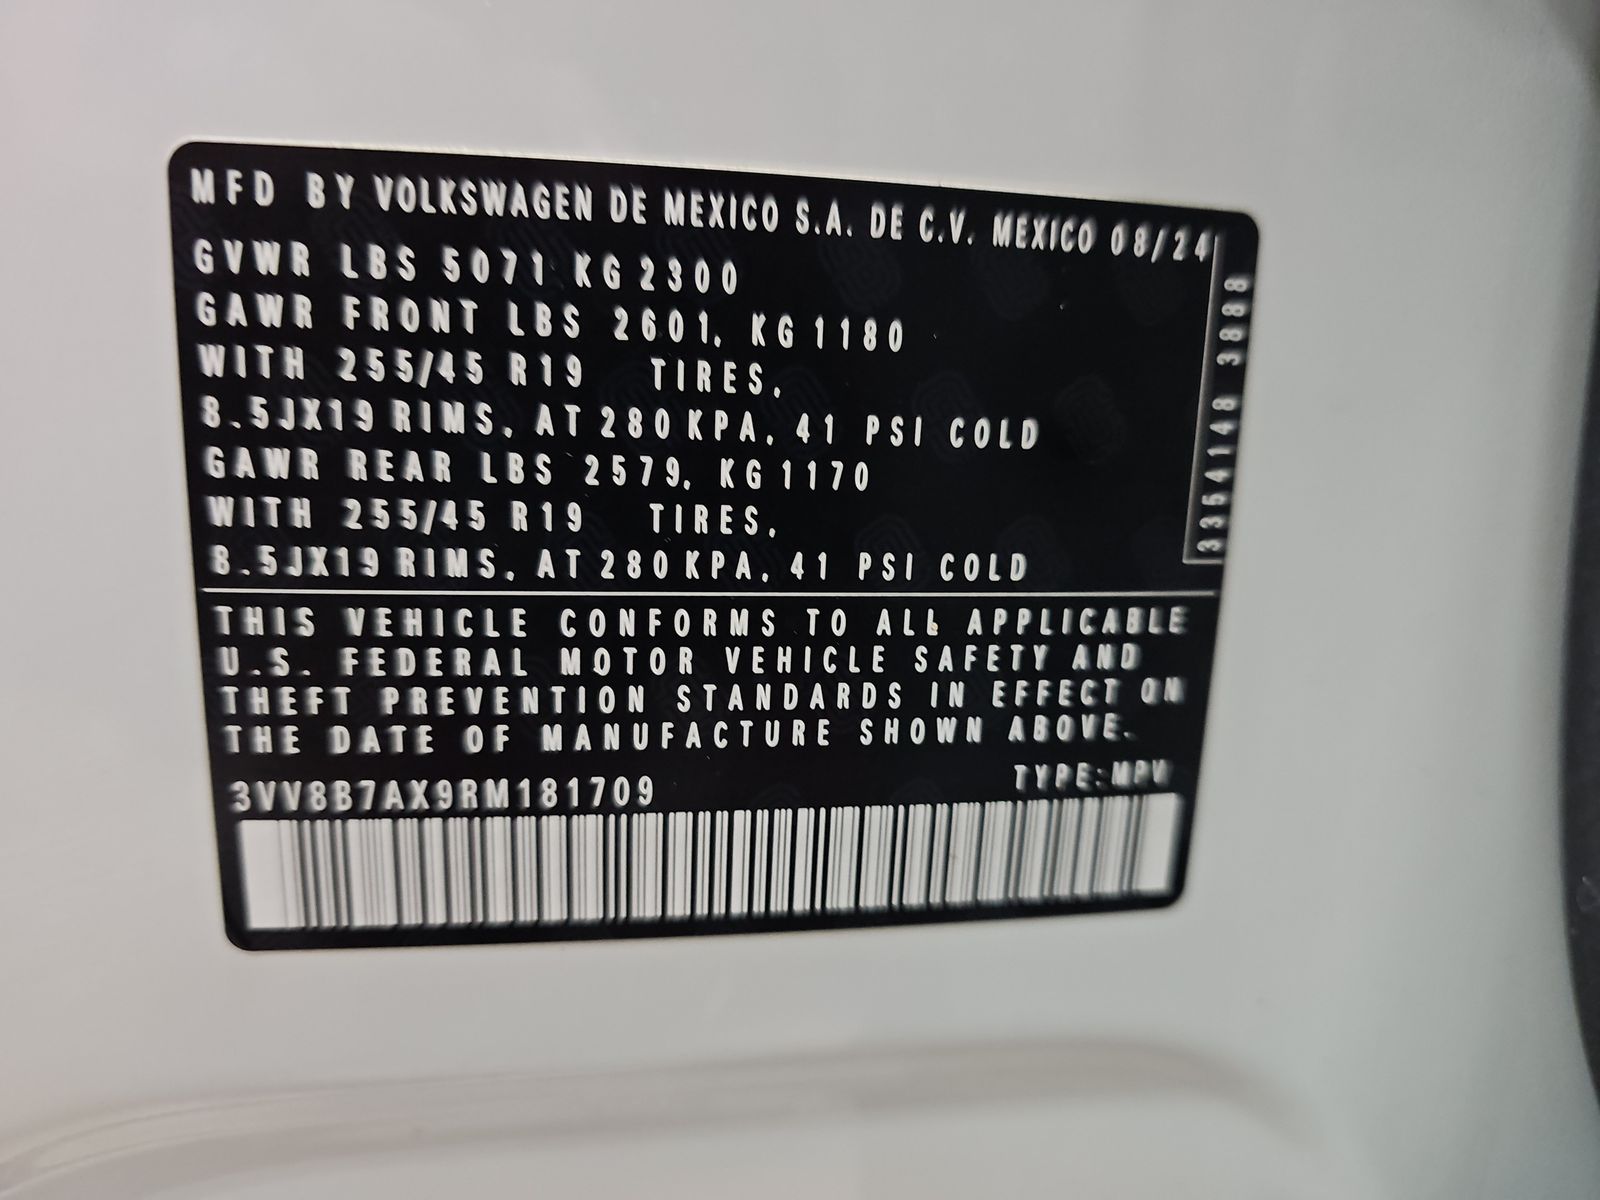 MFD BY VOLKSWAGEN DE MEXICO S.A. DE C.V. MEXICO 08/24
GVWR LBS 5071 KG 2300
GAWR FRONT LBS 2601, KG 1180
WITH 255/45 R19 TIRES,
8.5JX19 RIMS, AT 280 KPA, 41 PSI COLD
GAWR REAR LBS 2579, KG 1170
WITH 255/45 R19 TIRES,
8.5JX19 RIMS, AT 280 KPA, 41 PSI COLD
3354148 3888
THIS VEHICLE CONFORMS TO ALL APPLICABLE
U.S. FEDERAL MOTOR VEHICLE SAFETY AND
THEFT PREVENTION STANDARDS IN EFFECT ON
THE DATE OF MANUFACTURE SHOWN ABOVE.
3VV8B7AX9RM181709 TYPE:MPV